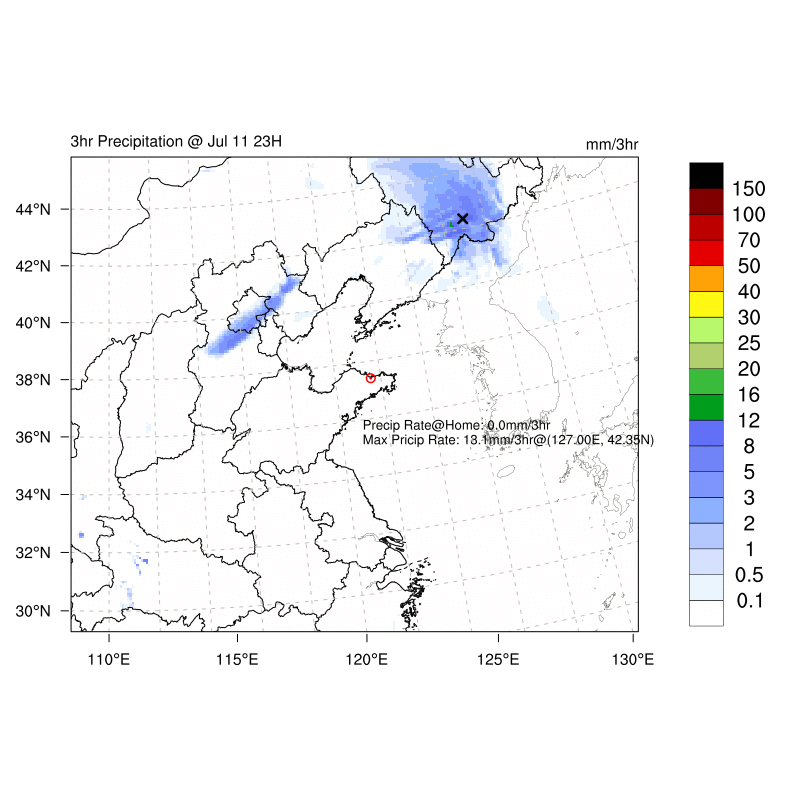 3hr Precipitation @ Jul 11 23H
mm/3hr
44°N
42°N
40°N
38°N
36°N
34°N
32°N
30°N
110°E
115°E
120°E
125°E
130°E
Precip Rate@Home: 0.0mm/3hr
Max Pricip Rate: 13.1mm/3hr@(127.00E, 42.35N)
150
100
70
50
40
30
25
20
16
12
8
5
3
2
1
0.5
0.1